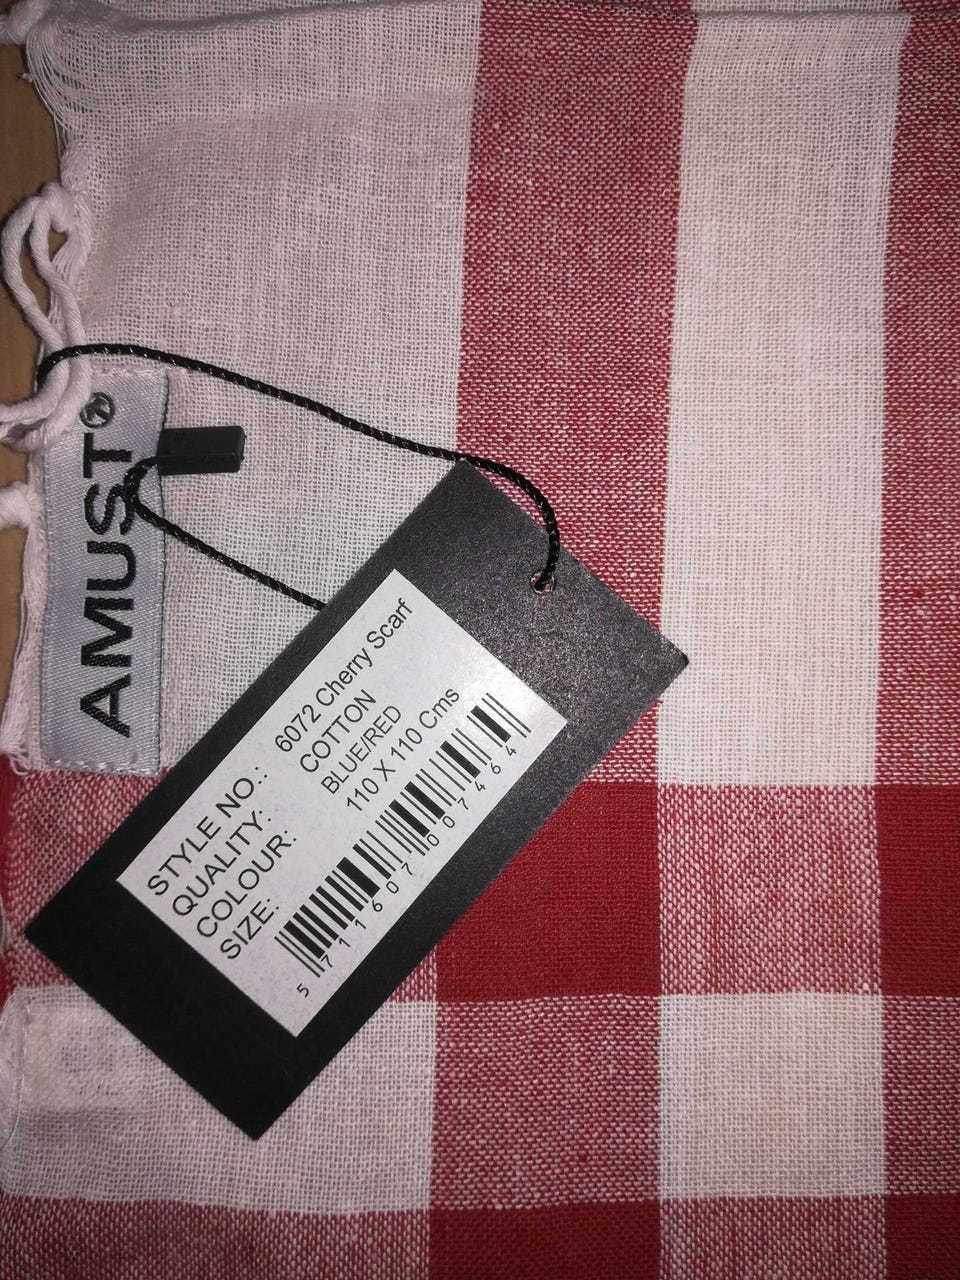 AMUST®
STYLE NO.: 6072 Cherry Scarf
QUALITY: COTTON
COLOUR: BLUE/RED
SIZE: 110 X 110 Cms
5 711607 007464